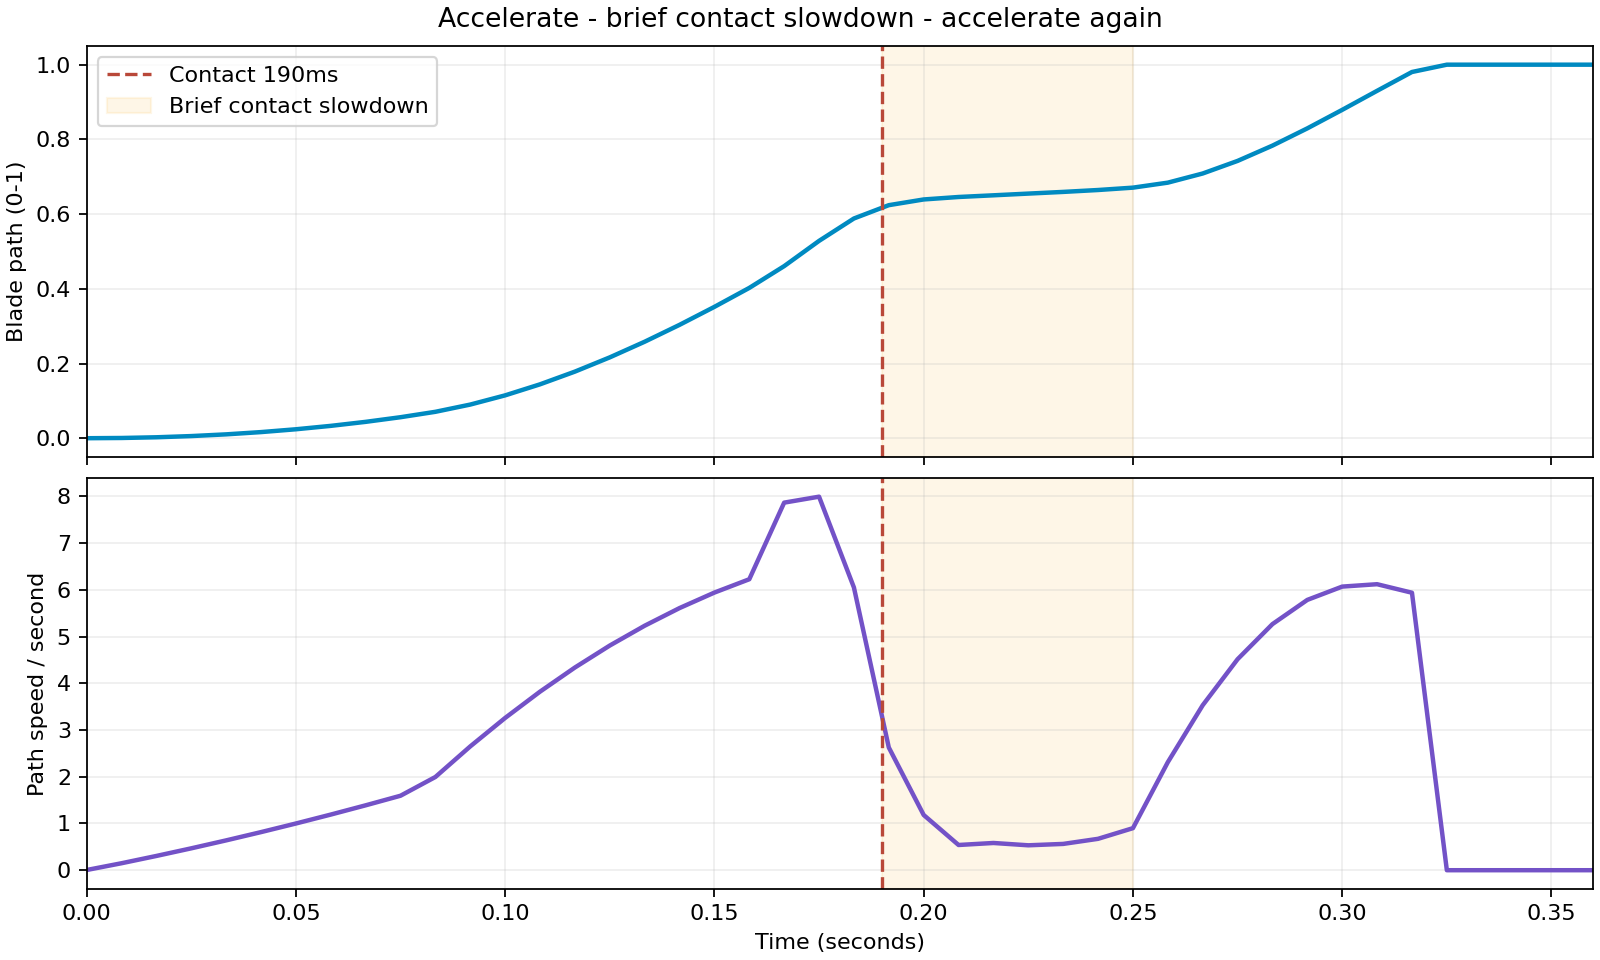 Accelerate - brief contact slowdown - accelerate again
Contact 190ms
Brief contact slowdown
Blade path (0-1)
1.0
0.8
0.6
0.4
0.2
0.0
Path speed / second
8
7
6
5
4
3
2
1
0
0.00 0.05 0.10 0.15 0.20 0.25 0.30 0.35
Time (seconds)